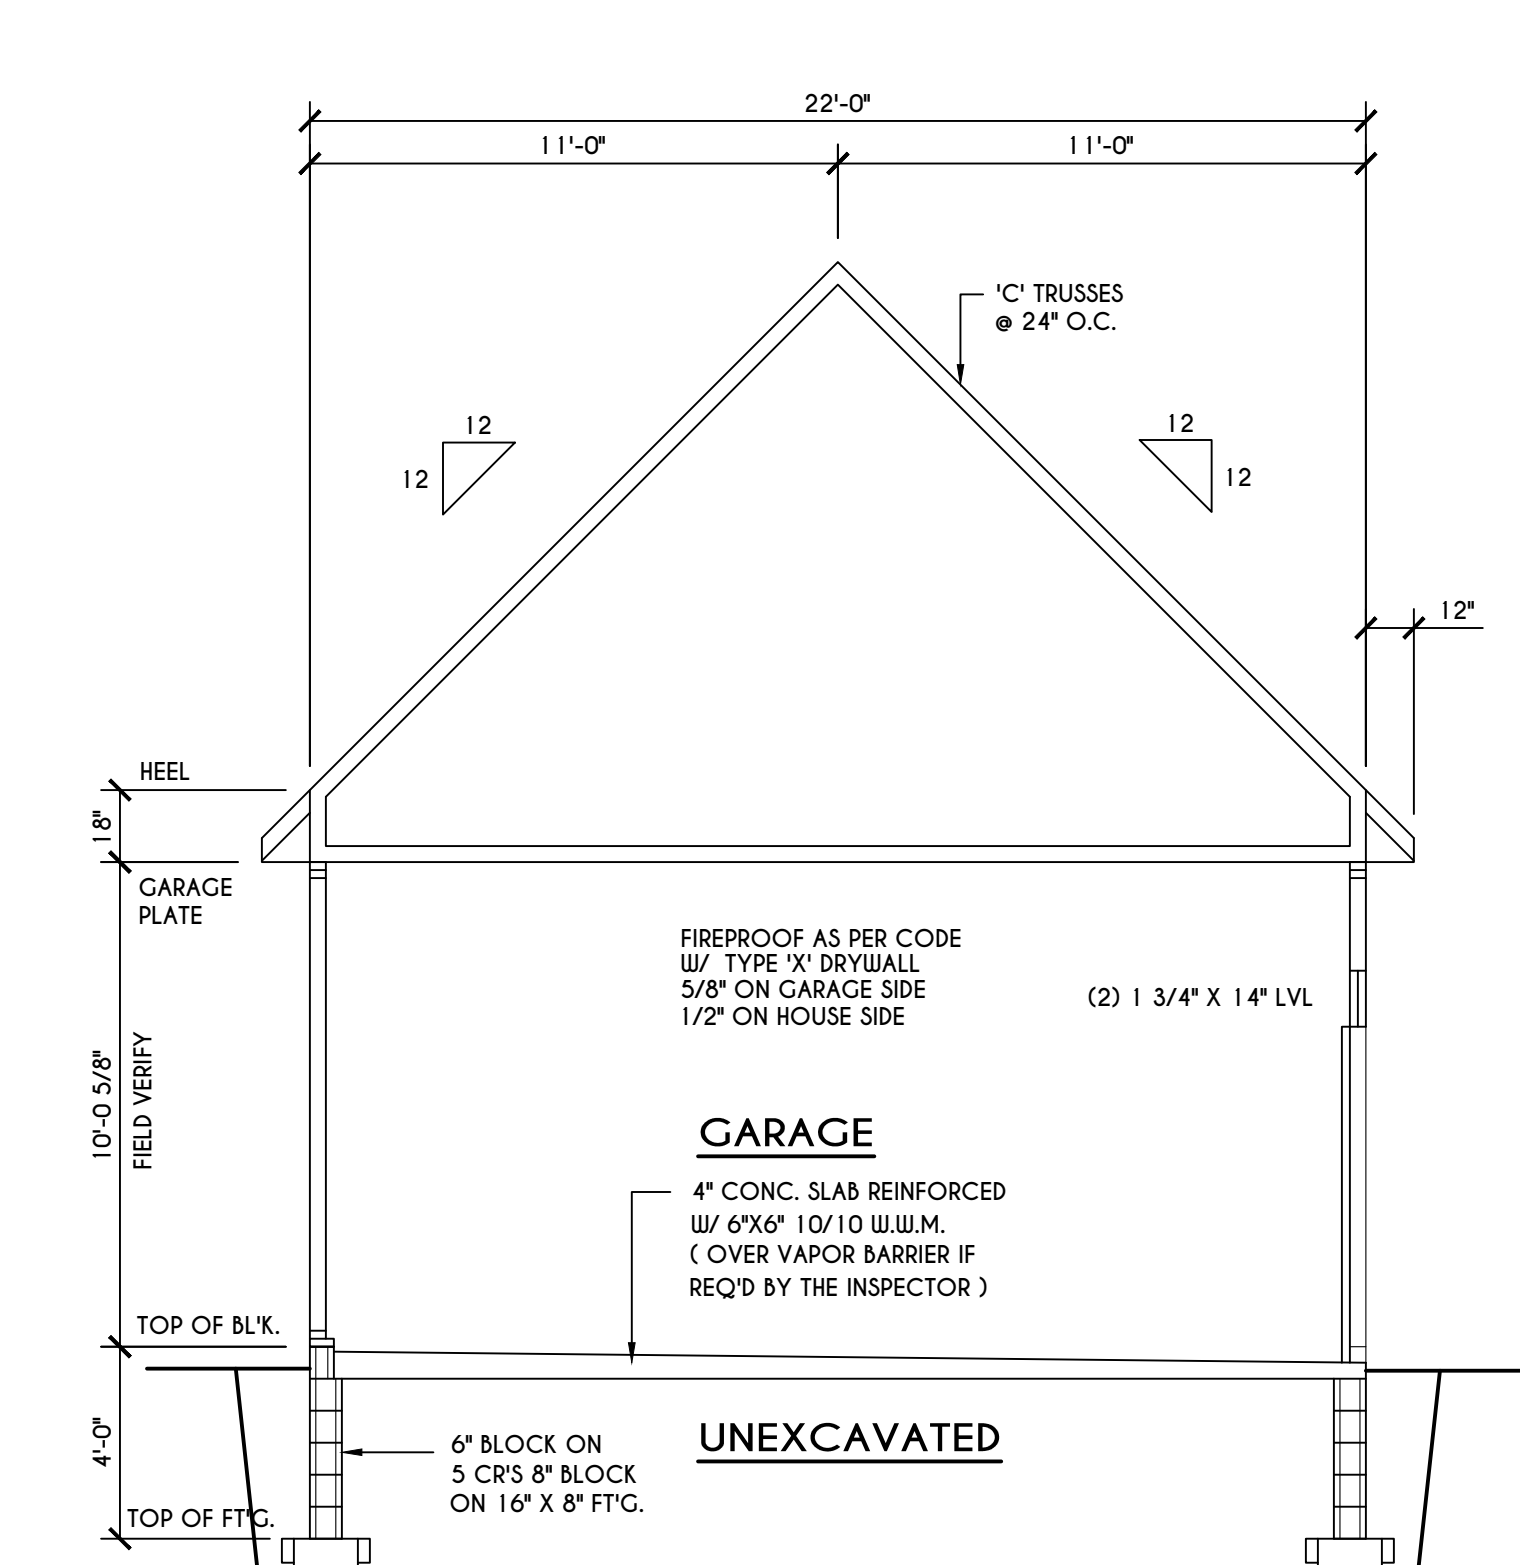 22'-0"
11'-0"
11'-0"
'C' TRUSSES
@ 24" O.C.
12
12
12
12
12"
HEEL
18"
GARAGE
PLATE
FIREPROOF AS PER CODE
W/ TYPE 'X' DRYWALL
5/8" ON GARAGE SIDE
1/2" ON HOUSE SIDE
(2) 1 3/4" X 14" LVL
10'-0 5/8"
FIELD VERIFY
GARAGE
4" CONC. SLAB REINFORCED
W/ 6"X6" 10/10 W.W.M.
( OVER VAPOR BARRIER IF
REQ'D BY THE INSPECTOR )
TOP OF BL'K.
4'-0"
UNEXCAVATED
6" BLOCK ON
5 CR'S 8" BLOCK
ON 16" X 8" FT'G.
TOP OF FT'G.